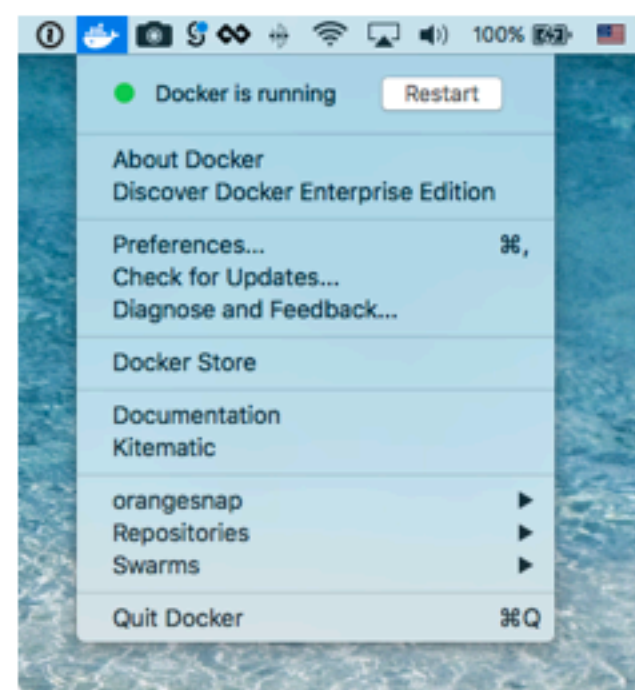 100%
Docker is running Restart
About Docker
Discover Docker Enterprise Edition
Preferences... ⌘,
Check for Updates...
Diagnose and Feedback...
Docker Store
Documentation
Kitematic
orangesnap
Repositories
Swarms
Quit Docker ⌘Q